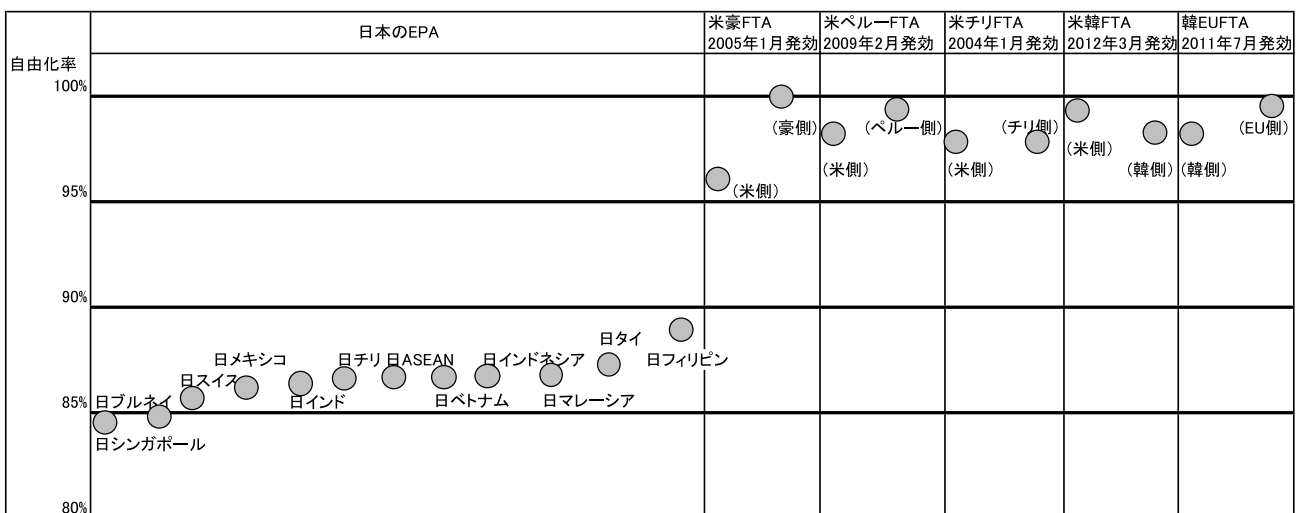 日本のEPA
米豪FTA
2005年1月発効
米ペルーFTA
2009年2月発効
米チリFTA
2004年1月発効
米韓FTA
2012年3月発効
韓EUFTA
2011年7月発効
自由化率
100%
（豪側）
（米側）
（ペルー側）
（米側）
（チリ側）
（米側）
（米側）
（韓側）
（韓側）
（EU側）
95%
90%
日タイ
日フィリピン
日メキシコ
日チリ
日ASEAN
日インドネシア
日スイス
日ブルネイ
日インド
日ベトナム
日マレーシア
85%
日シンガポール
80%